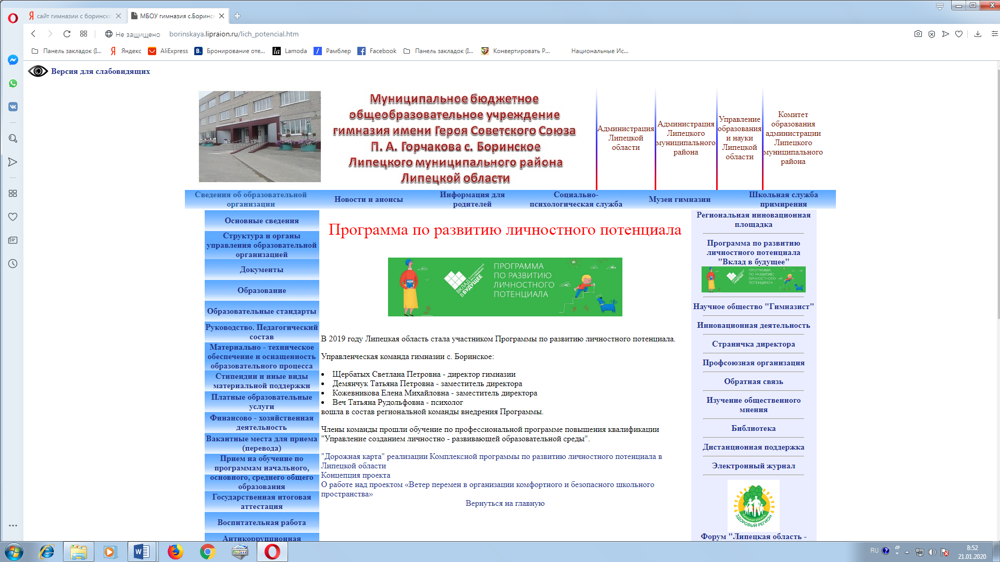 сайт гимназии с боринско
МБОУ гимназия с.Боринс
Не защищено
borinskaya.lipraion.ru/lich_potencial.htm
Панель закладок (I...
Яндекс
AliExpress
B.
Бронирование оте...
la
Lamoda
Рамблер
Facebook
Панель закладок (I...
Конвертировать Р...
Национальные Ис...
Версия для слабовидящих
Муниципальное бюджетное
общеобразовательное учреждение
гимназия имени Героя Советского Союза
П. А. Горчакова с. Боринское
Липецкого муниципального района
Липецкой области
Администрация
Липецкой
области
Администрация
Липецкого
муниципального
района
Управление
образования
и науки
Липецкой
области
Комитет
образования
администрации
Липецкого
муниципального
района
Сведения об образовательной
организации
Новости и анонсы
Информация для
родителей
Социально-
психологическая служба
Музеи гимназии
Школьная служба
примирения
Основные сведения
Структура и органы
управления образовательной
организацией
Документы
Образование
Образовательные стандарты
Руководство. Педагогический
состав
Материально - техническое
обеспечение и оснащенность
образовательного процесса
Стипендии и иные виды
материальной поддержки
Платные образовательные
услуги
Финансово - хозяйственная
деятельность
Вакантные места для приема
(перевода)
Прием на обучение по
программам начального,
основного, среднего общего
образования
Государственная итоговая
аттестация
Воспитательная работа
Антикоррупционная
Программа по развитию личностного потенциала
ВКЛАД
В БУДУЩЕЕ
ПРОГРАММА
ПО РАЗВИТИЮ
ЛИЧНОСТНОГО
ПОТЕНЦИАЛА
В 2019 году Липецкая область стала участником Программы по развитию личностного потенциала.
Управленческая команда гимназии с. Боринское:
• Щербатых Светлана Петровна - директор гимназии
• Демянчук Татьяна Петровна - заместитель директора
• Кожевникова Елена Михайловна - заместитель директора
• Веч Татьяна Рудольфовна - психолог
вошла в состав региональной команды внедрения Программы.
Члены команды прошли обучение по профессиональной программе повышения квалификации
"Управление созданием личностно - развивающей образовательной среды".
"Дорожная карта" реализации Комплексной программы по развитию личностного потенциала в
Липецкой области
Концепция проекта
О работе над проектом «Ветер перемен в организации комфортного и безопасного школьного
пространства»
Вернуться на главную
Региональная инновационная
площадка
Программа по развитию
личностного потенциала
"Вклад в будущее"
ПРОГРАММА
ПО РАЗВИТИЮ
ЛИЧНОСТНОГО
ПОТЕНЦИАЛА
Научное общество "Гимназист"
Инновационная деятельность
Страничка директора
Профсоюзная организация
Обратная связь
Изучение общественного
мнения
Библиотека
Дистанционная поддержка
Электронный журнал
Липецкая область
ЗДОРОВЫЙ РЕГИОН
Форум "Липецкая область -
RU
8:52
21.01.2020